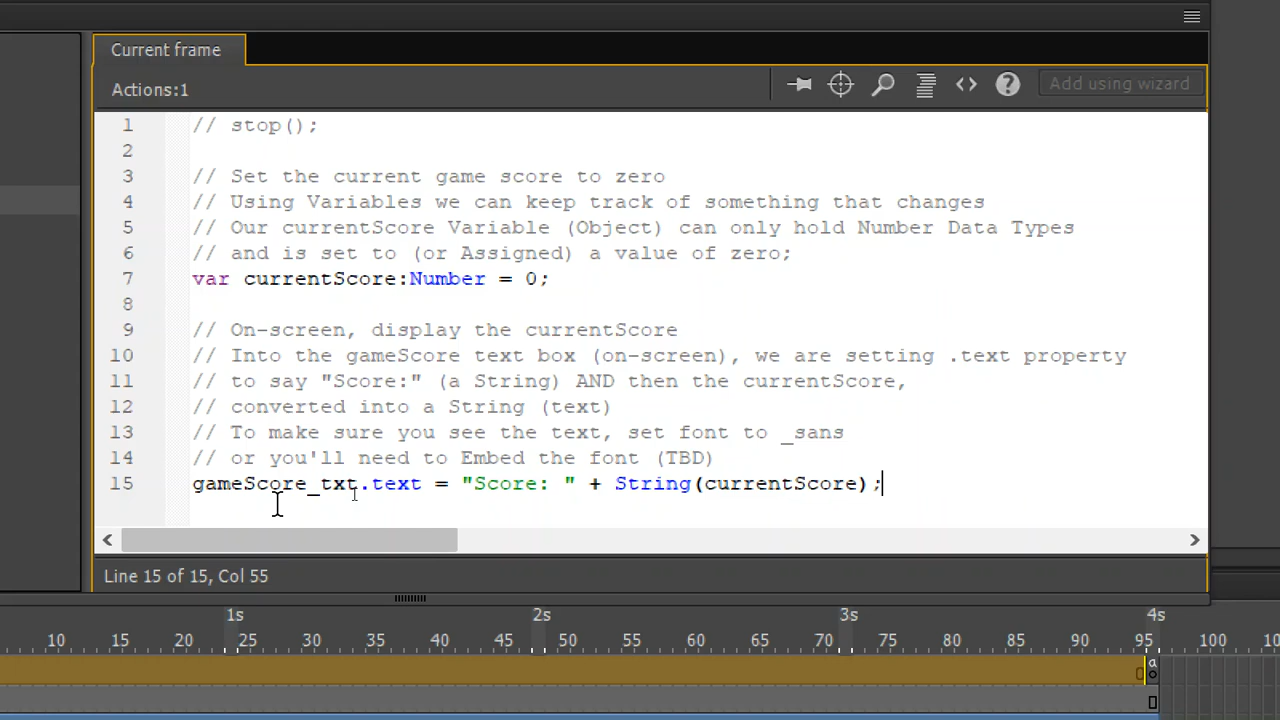 Current frame
Actions:1
Add using wizard
1 // stop();
2
3 // Set the current game score to zero
4 // Using Variables we can keep track of something that changes
5 // Our currentScore Variable (Object) can only hold Number Data Types
6 // and is set to (or Assigned) a value of zero;
7 var currentScore:Number = 0;
8
9 // On-screen, display the currentScore
10 // Into the gameScore text box (on-screen), we are setting .text property
11 // to say "Score:" (a String) AND then the currentScore,
12 // converted into a String (text)
13 // To make sure you see the text, set font to _sans
14 // or you'll need to Embed the font (TBD)
15 gameScore_txt.text = "Score: " + String(currentScore);
Line 15 of 15, Col 55
1s 2s 3s 4s
10 15 20 25 30 35 40 45 50 55 60 65 70 75 80 85 90 95 100
a